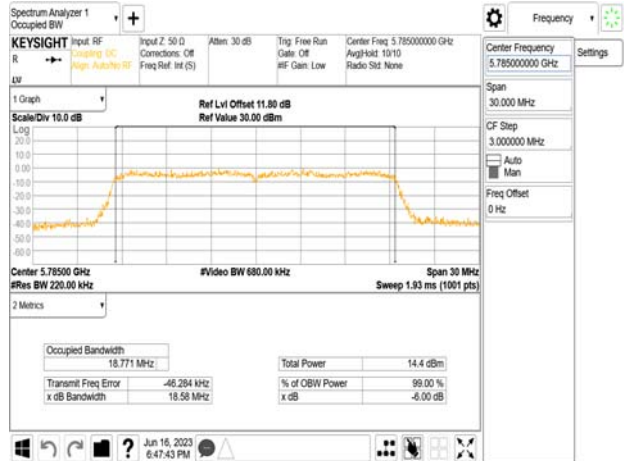 Spectrum Analyzer 1
Occupied BW
Frequency
KEYSIGHT
R
Input: RF
Coupling: DC
Align: Auto/No RF
Input Z: 50 Ω
Corrections: Off
Freq Ref: Int (S)
Atten: 30 dB
Trig: Free Run
Gate: Off
#IF Gain: Low
Center Freq: 5.785000000 GHz
Avg|Hold: 10/10
Radio Std: None
Center Frequency
5.785000000 GHz
Settings
Span
30.000 MHz
CF Step
3.000000 MHz
Auto
Man
Freq Offset
0 Hz
1 Graph
Scale/Div 10.0 dB
Ref Lvl Offset 11.80 dB
Ref Value 30.00 dBm
Log
20.0
10.0
0.00
-10.0
-20.0
-30.0
-40.0
-50.0
-60.0
Center 5.78500 GHz
#Res BW 220.00 kHz
#Video BW 680.00 kHz
Span 30 MHz
Sweep 1.93 ms (1001 pts)
2 Metrics
Occupied Bandwidth
18.771 MHz
Transmit Freq Error -46.284 kHz
x dB Bandwidth 18.58 MHz
Total Power 14.4 dBm
% of OBW Power 99.00 %
x dB -6.00 dB
?
Jun 16, 2023
6:47:43 PM